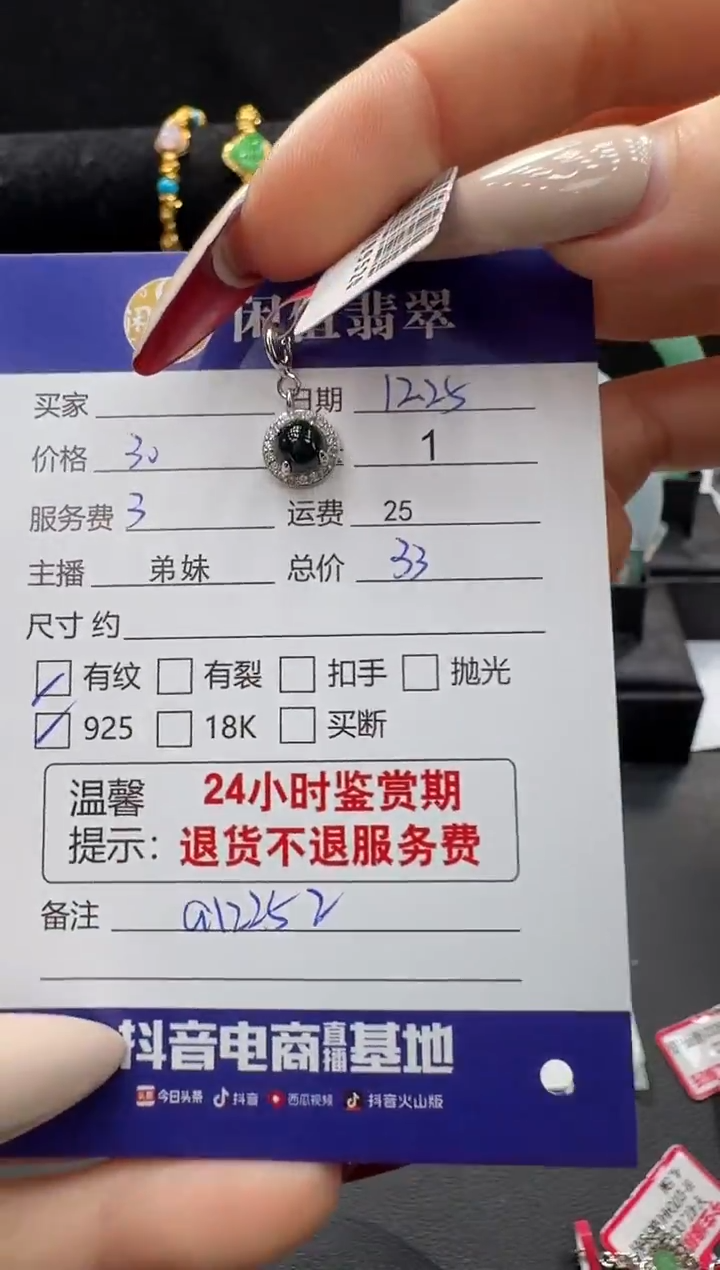 闲值翡翠
买家 日期 1225
价格 30 1
服务费 3 运费 25
主播 弟妹 总价 33
尺寸 约
有纹 有裂 扣手 抛光
925 18K 买断
温馨 24小时鉴赏期
提示： 退货不退服务费
备注 a12252
抖音电商直播基地
头条 今日头条 抖音 西瓜视频 抖音火山版